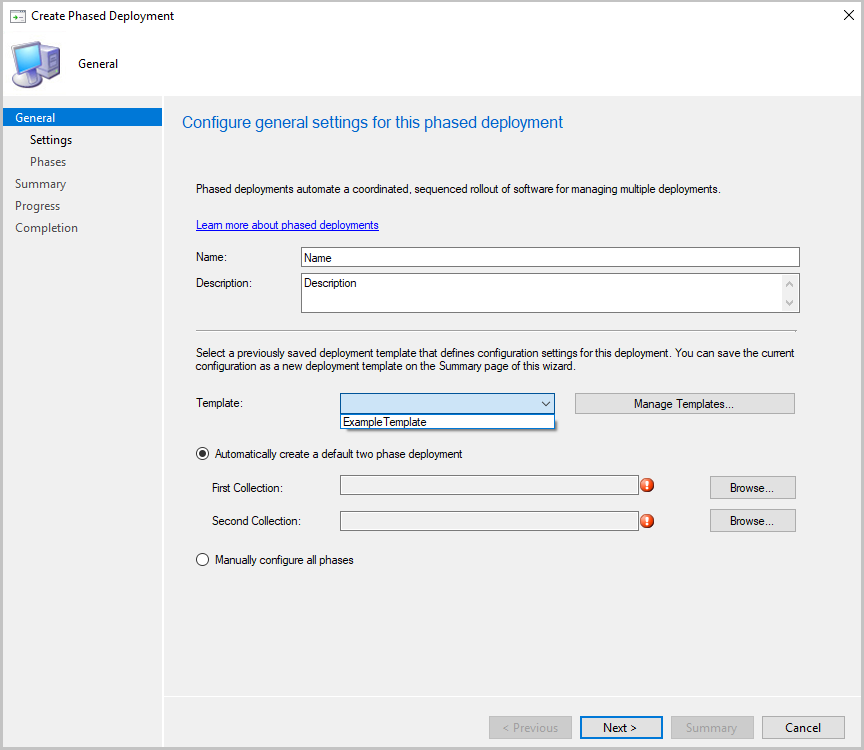 Create Phased Deployment
General
General
Settings
Phases
Summary
Progress
Completion
Configure general settings for this phased deployment
Phased deployments automate a coordinated, sequenced rollout of software for managing multiple deployments.
Learn more about phased deployments
Name: Name
Description: Description
Select a previously saved deployment template that defines configuration settings for this deployment. You can save the current
configuration as a new deployment template on the Summary page of this wizard.
Template: Manage Templates...
ExampleTemplate
Automatically create a default two phase deployment
First Collection: Browse...
Second Collection: Browse...
Manually configure all phases
< Previous Next > Summary Cancel